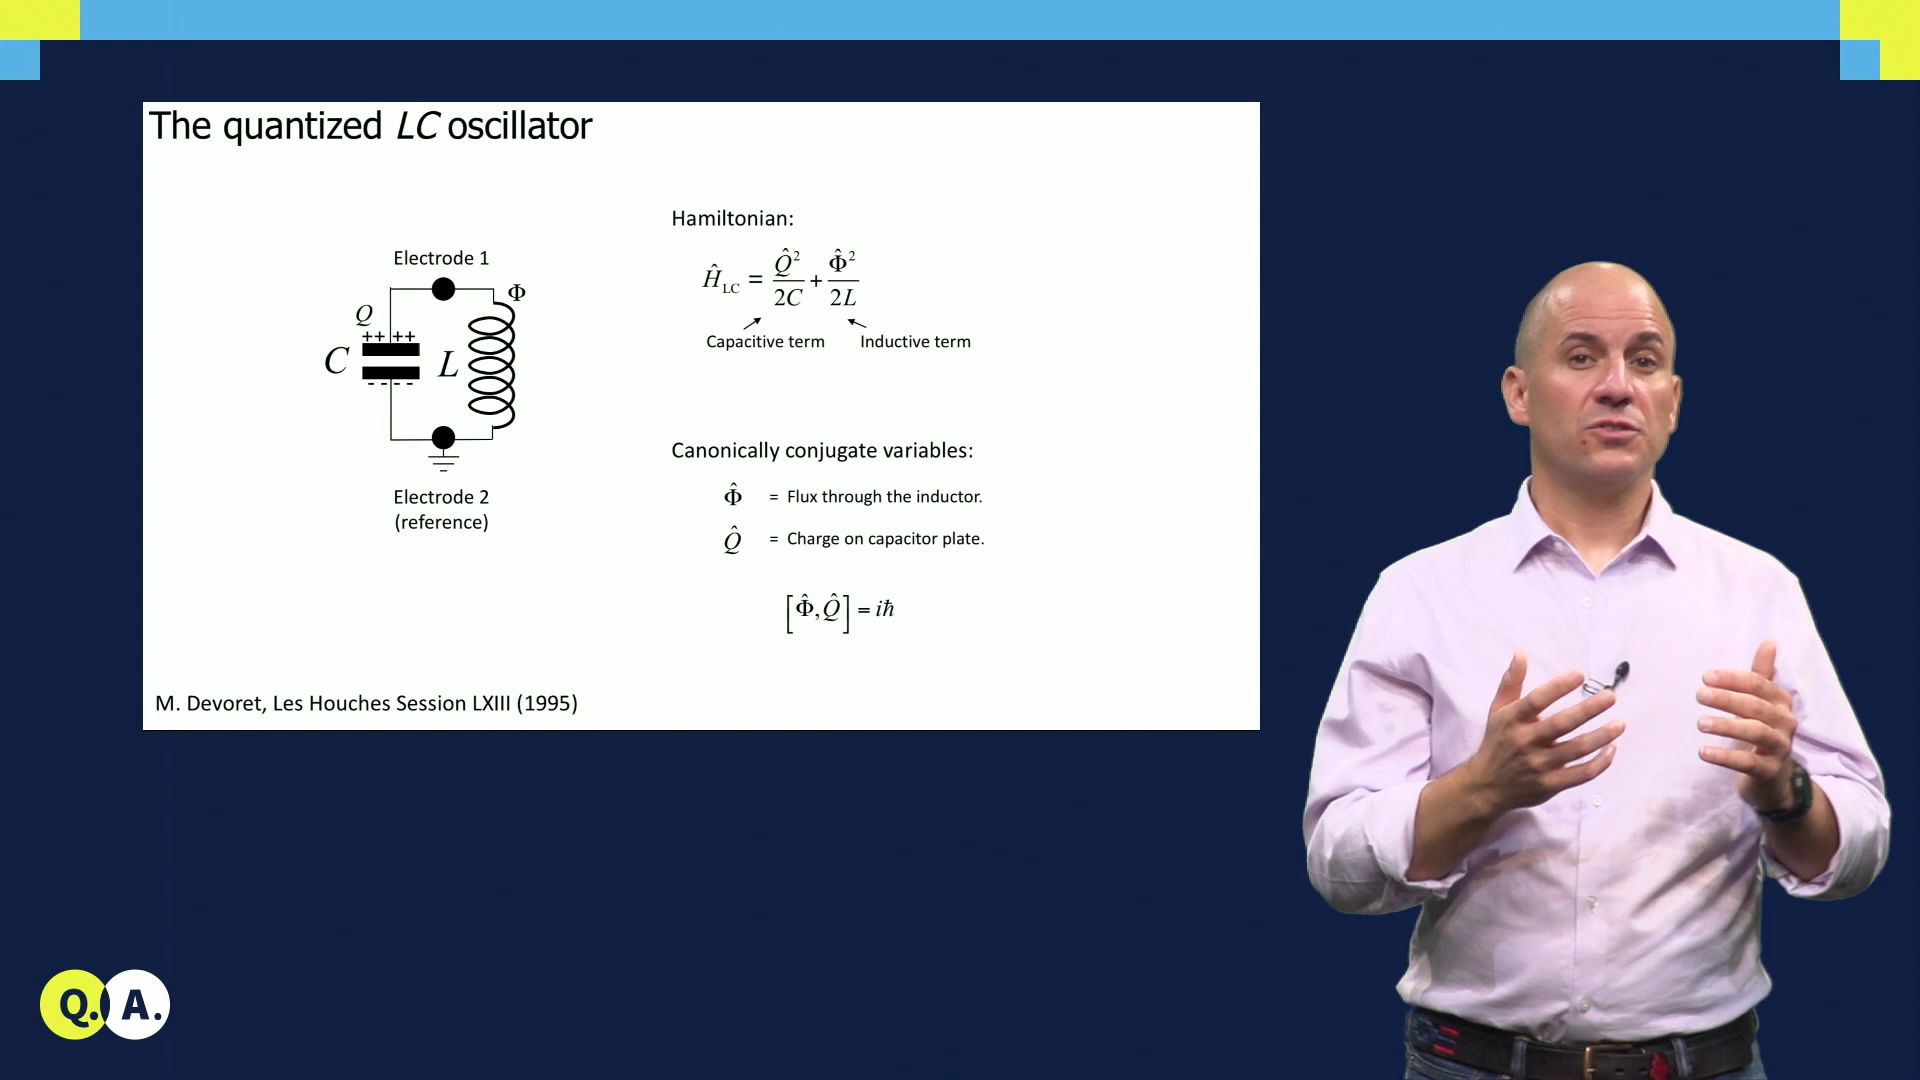 The quantized LC oscillator
Electrode 1
Φ
Q
++ ++
C
L
- - - -
Electrode 2
(reference)
Hamiltonian:
Ĥ_LC = Q̂²/2C + Φ̂²/2L
Capacitive term
Inductive term
Canonically conjugate variables:
Φ̂ = Flux through the inductor.
Q̂ = Charge on capacitor plate.
[Φ̂,Q̂] = iħ
M. Devoret, Les Houches Session LXIII (1995)
Q. A.